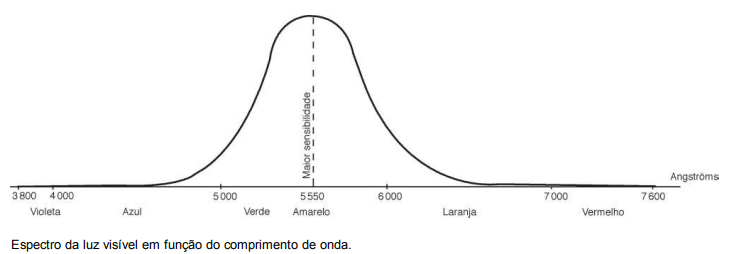 Maior sensibilidade
Angströms
3 800 4 000 5 000 5 550 6 000 7 000 7 600
Violeta Azul Verde Amarelo Laranja Vermelho
Espectro da luz visível em função do comprimento de onda.